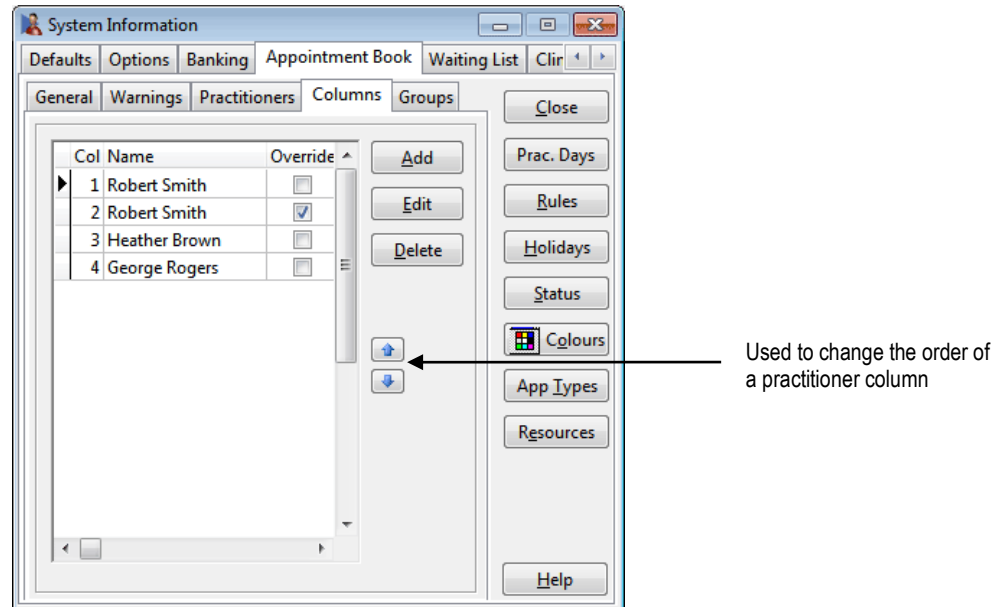 System Information
Defaults Options Banking Appointment Book Waiting List Clin
General Warnings Practitioners Columns Groups
Close
Col Name Override
Add
Prac. Days
1 Robert Smith
2 Robert Smith
Edit
Rules
3 Heather Brown
Delete
Holidays
4 George Rogers
Status
Colours
Used to change the order of
a practitioner column
App Types
Resources
Help